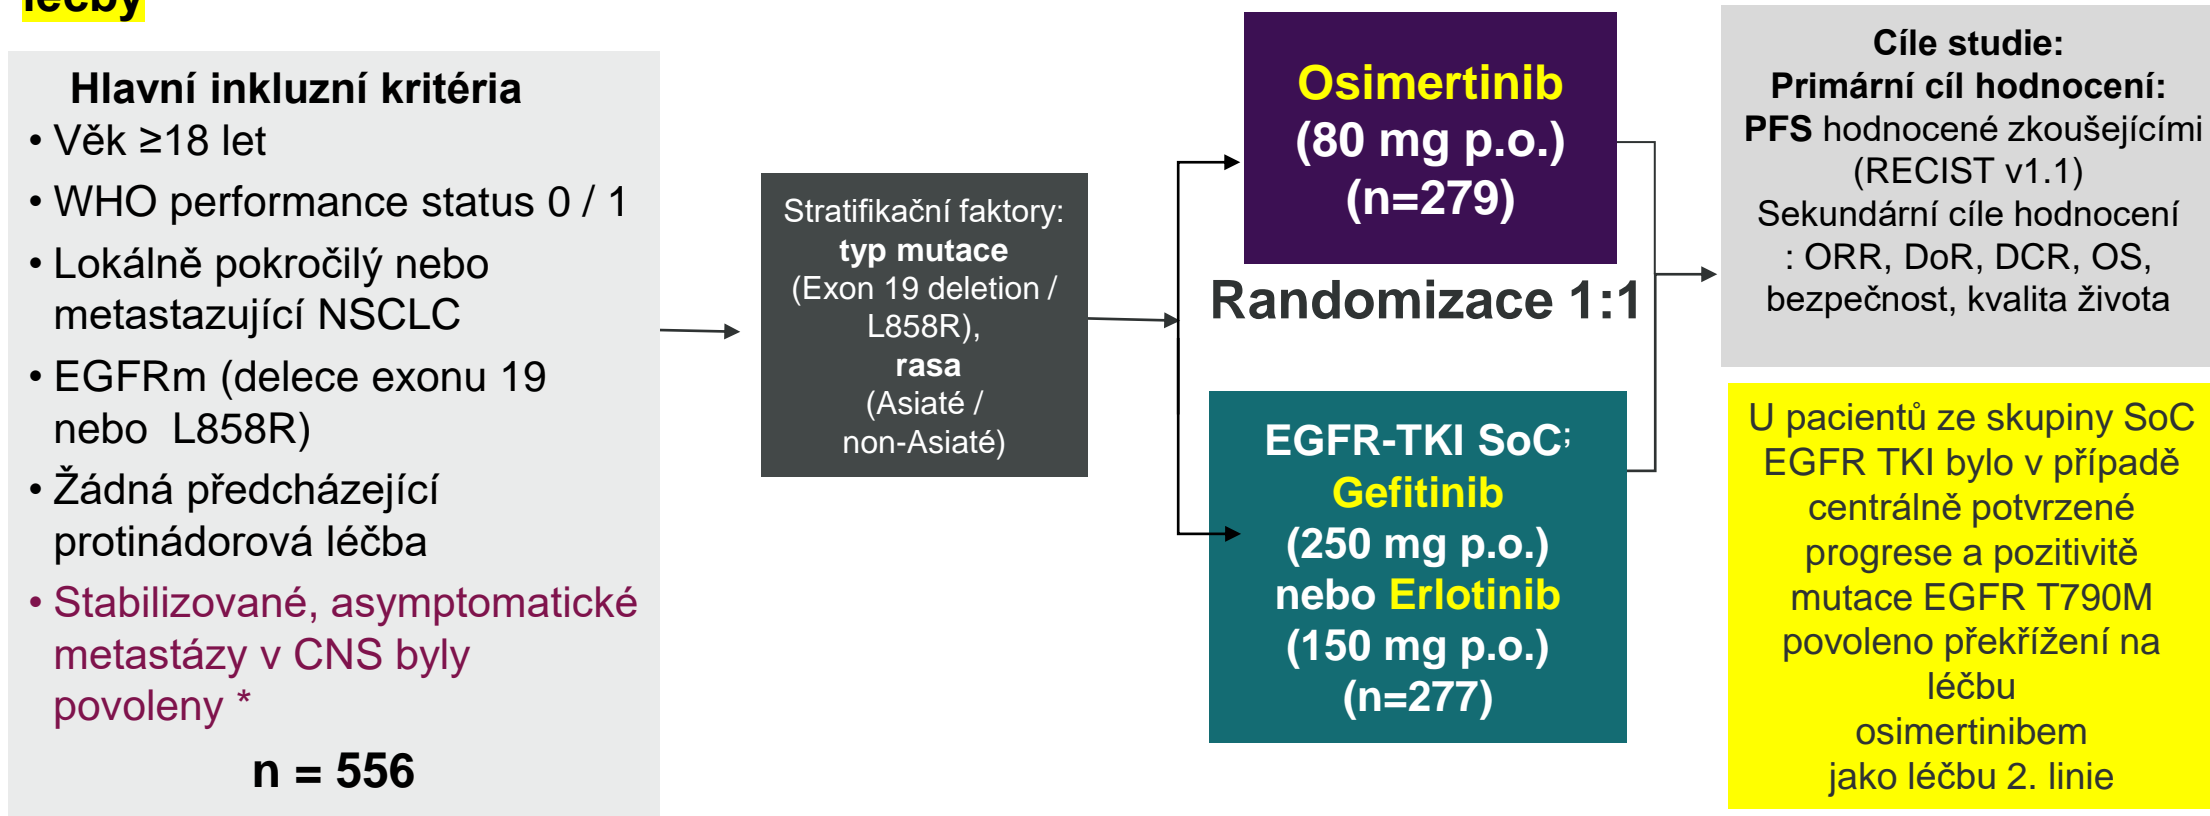 léčby
Hlavní inkluzní kritéria
• Věk ≥18 let
• WHO performance status 0 / 1
• Lokálně pokročilý nebo
metastazující NSCLC
• EGFRm (delece exonu 19
nebo L858R)
• Žádná předcházející
protinádorová léčba
• Stabilizované, asymptomatické
metastázy v CNS byly
povoleny *
n = 556
Stratifikační faktory:
typ mutace
(Exon 19 deletion /
L858R),
rasa
(Asiaté /
non-Asiaté)
Osimertinib
(80 mg p.o.)
(n=279)
Randomizace 1:1
EGFR-TKI SoC;
Gefitinib
(250 mg p.o.)
nebo Erlotinib
(150 mg p.o.)
(n=277)
Cíle studie:
Primární cíl hodnocení:
PFS hodnocené zkoušejícími
(RECIST v1.1)
Sekundární cíle hodnocení
: ORR, DoR, DCR, OS,
bezpečnost, kvalita života
U pacientů ze skupiny SoC
EGFR TKI bylo v případě
centrálně potvrzené
progrese a pozitivitě
mutace EGFR T790M
povoleno překřížení na
léčbu
osimertinibem
jako léčbu 2. linie